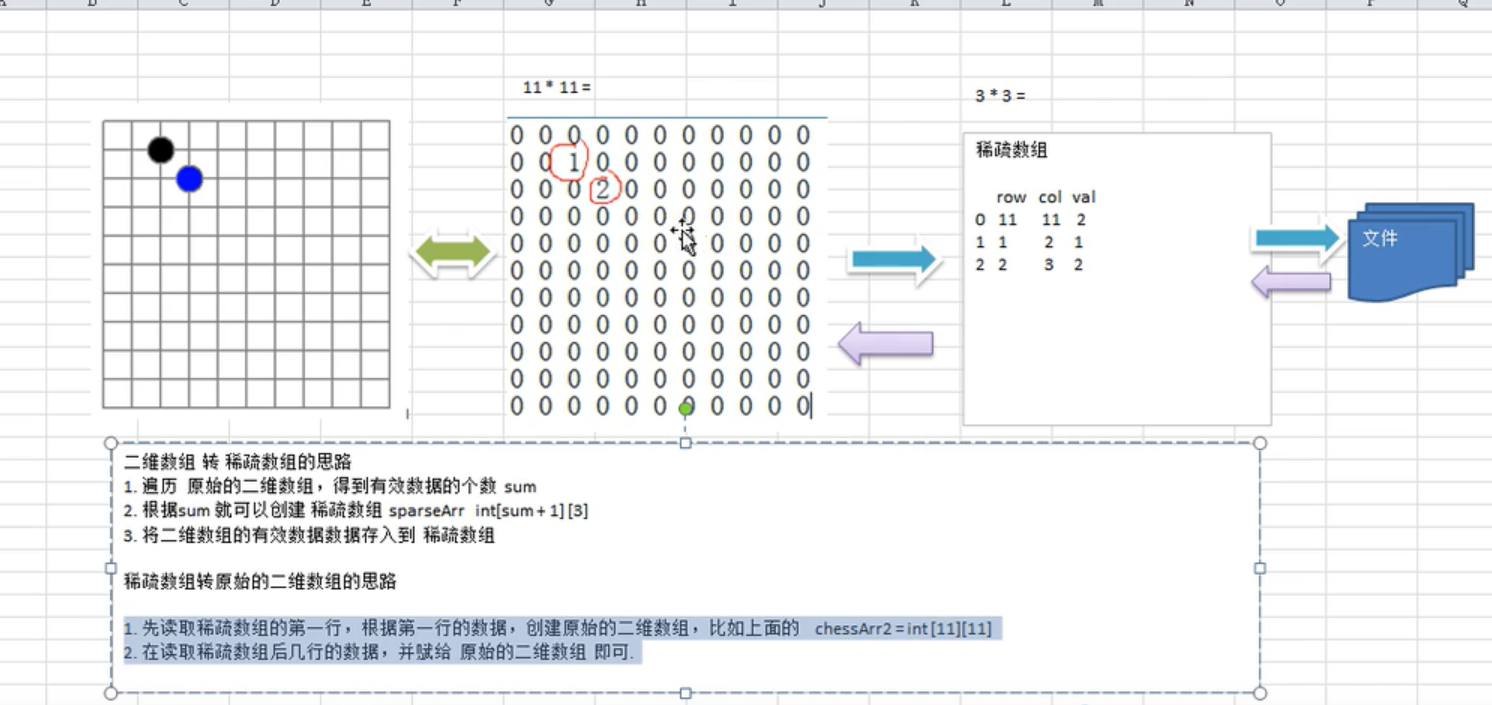 11 * 11 =
0 0 0 0 0 0 0 0 0 0 0
0 0 1 0 0 0 0 0 0 0 0
0 0 0 2 0 0 0 0 0 0 0
0 0 0 0 0 0 0 0 0 0 0
0 0 0 0 0 0 0 0 0 0 0
0 0 0 0 0 0 0 0 0 0 0
0 0 0 0 0 0 0 0 0 0 0
0 0 0 0 0 0 0 0 0 0 0
0 0 0 0 0 0 0 0 0 0 0
0 0 0 0 0 0 0 0 0 0 0
0 0 0 0 0 0 0 0 0 0 0
3 * 3 =
稀疏数组
row col val
0 11 11 2
1 1 2 1
2 2 3 2
文件
二维数组 转 稀疏数组的思路
1. 遍历 原始的二维数组，得到有效数据的个数 sum
2. 根据sum 就可以创建 稀疏数组 sparseArr int[sum + 1] [3]
3. 将二维数组的有效数据数据存入到 稀疏数组
稀疏数组转原始的二维数组的思路
1. 先读取稀疏数组的第一行，根据第一行的数据，创建原始的二维数组，比如上面的 chessArr2 = int [11][11]
2. 在读取稀疏数组后几行的数据，并赋给 原始的二维数组 即可.